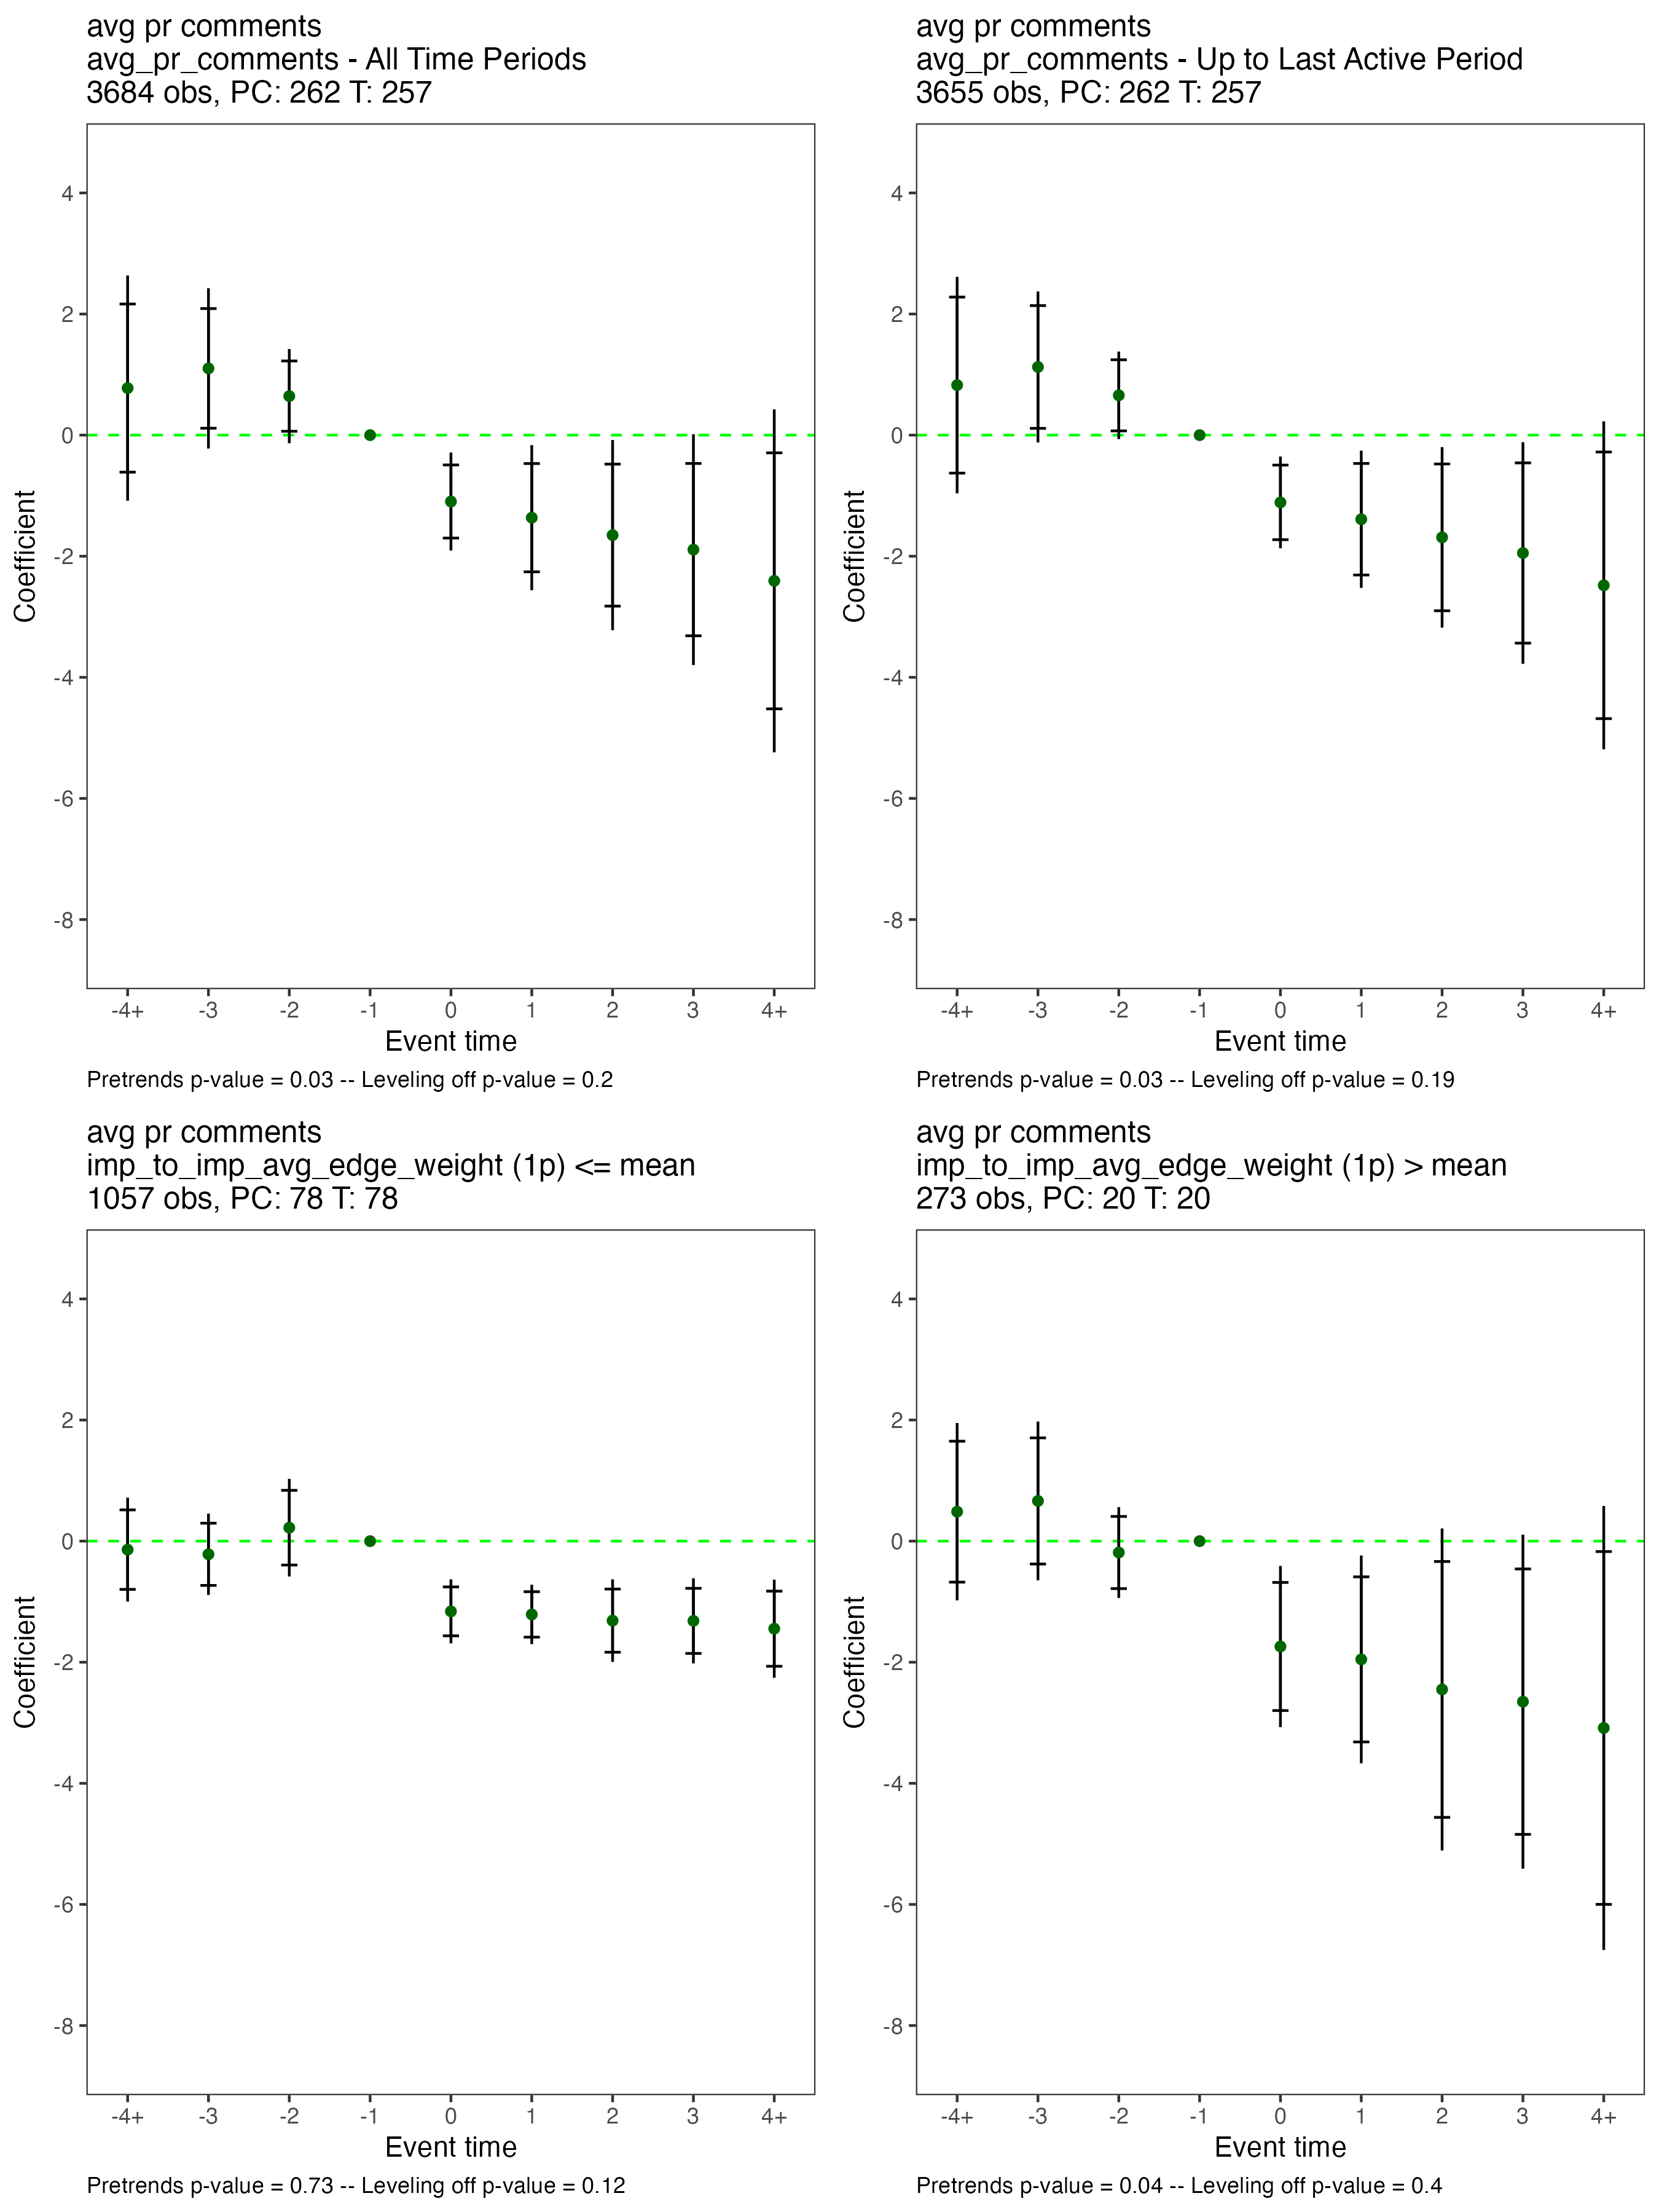 avg pr comments
avg_pr_comments - All Time Periods
3684 obs, PC: 262 T: 257
4
2
0
-2
-4
-6
-8
Coefficient
-4+ -3 -2 -1 0 1 2 3 4+
Event time
Pretrends p-value = 0.03 -- Leveling off p-value = 0.2
avg pr comments
avg_pr_comments - Up to Last Active Period
3655 obs, PC: 262 T: 257
4
2
0
-2
-4
-6
-8
Coefficient
-4+ -3 -2 -1 0 1 2 3 4+
Event time
Pretrends p-value = 0.03 -- Leveling off p-value = 0.19
avg pr comments
imp_to_imp_avg_edge_weight (1p) <= mean
1057 obs, PC: 78 T: 78
4
2
0
-2
-4
-6
-8
Coefficient
-4+ -3 -2 -1 0 1 2 3 4+
Event time
Pretrends p-value = 0.73 -- Leveling off p-value = 0.12
avg pr comments
imp_to_imp_avg_edge_weight (1p) > mean
273 obs, PC: 20 T: 20
4
2
0
-2
-4
-6
-8
Coefficient
-4+ -3 -2 -1 0 1 2 3 4+
Event time
Pretrends p-value = 0.04 -- Leveling off p-value = 0.4